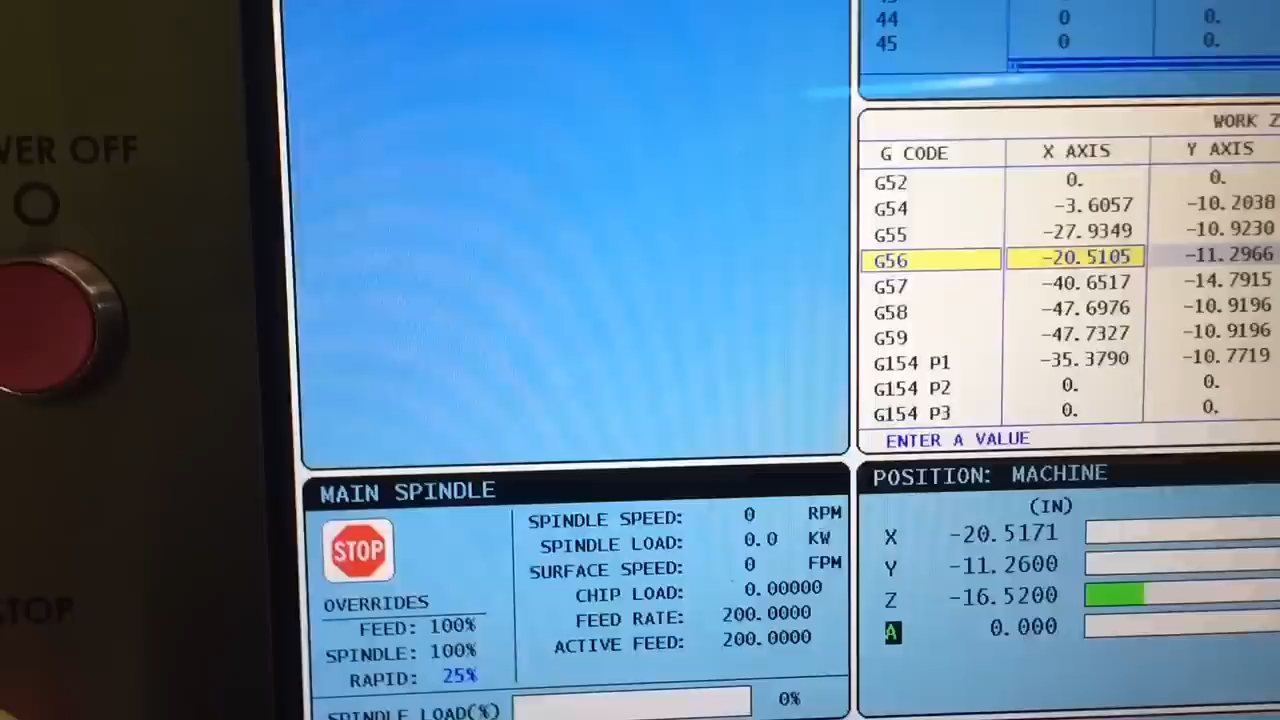 44 0 0.
45 0 0.
OFF
WORK
G CODE X AXIS Y AXIS
G52 0. 0.
G54 -3.6057 -10.2038
G55 -27.9349 -10.9230
G56 -20.5105 -11.2966
G57 -40.6517 -14.7915
G58 -47.6976 -10.9196
G59 -47.7327 -10.9196
G154 P1 -35.3790 -10.7719
G154 P2 0. 0.
G154 P3 0. 0.
ENTER A VALUE
MAIN SPINDLE
STOP
OVERRIDES
FEED: 100%
SPINDLE: 100%
RAPID: 25%
SPINDLE SPEED: 0 RPM
SPINDLE LOAD: 0.0 KW
SURFACE SPEED: 0 FPM
CHIP LOAD: 0.00000
FEED RATE: 200.0000
ACTIVE FEED: 200.0000
SPINDLE LOAD(%) 0%
POSITION: MACHINE
(IN)
X -20.5171
Y -11.2600
Z -16.5200
A 0.000